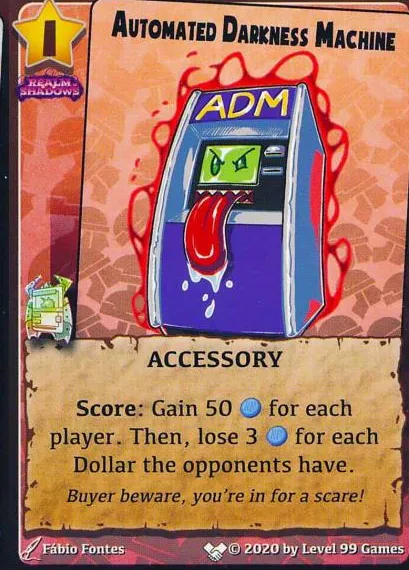 1
AUTOMATED DARKNESS MACHINE
REALM OF
SHADOWS
ADM
ACCESSORY
Score: Gain 50 for each
player. Then, lose 3 for each
Dollar the opponents have.
Buyer beware, you're in for a scare!
Fábio Fontes
© 2020 by Level 99 Games